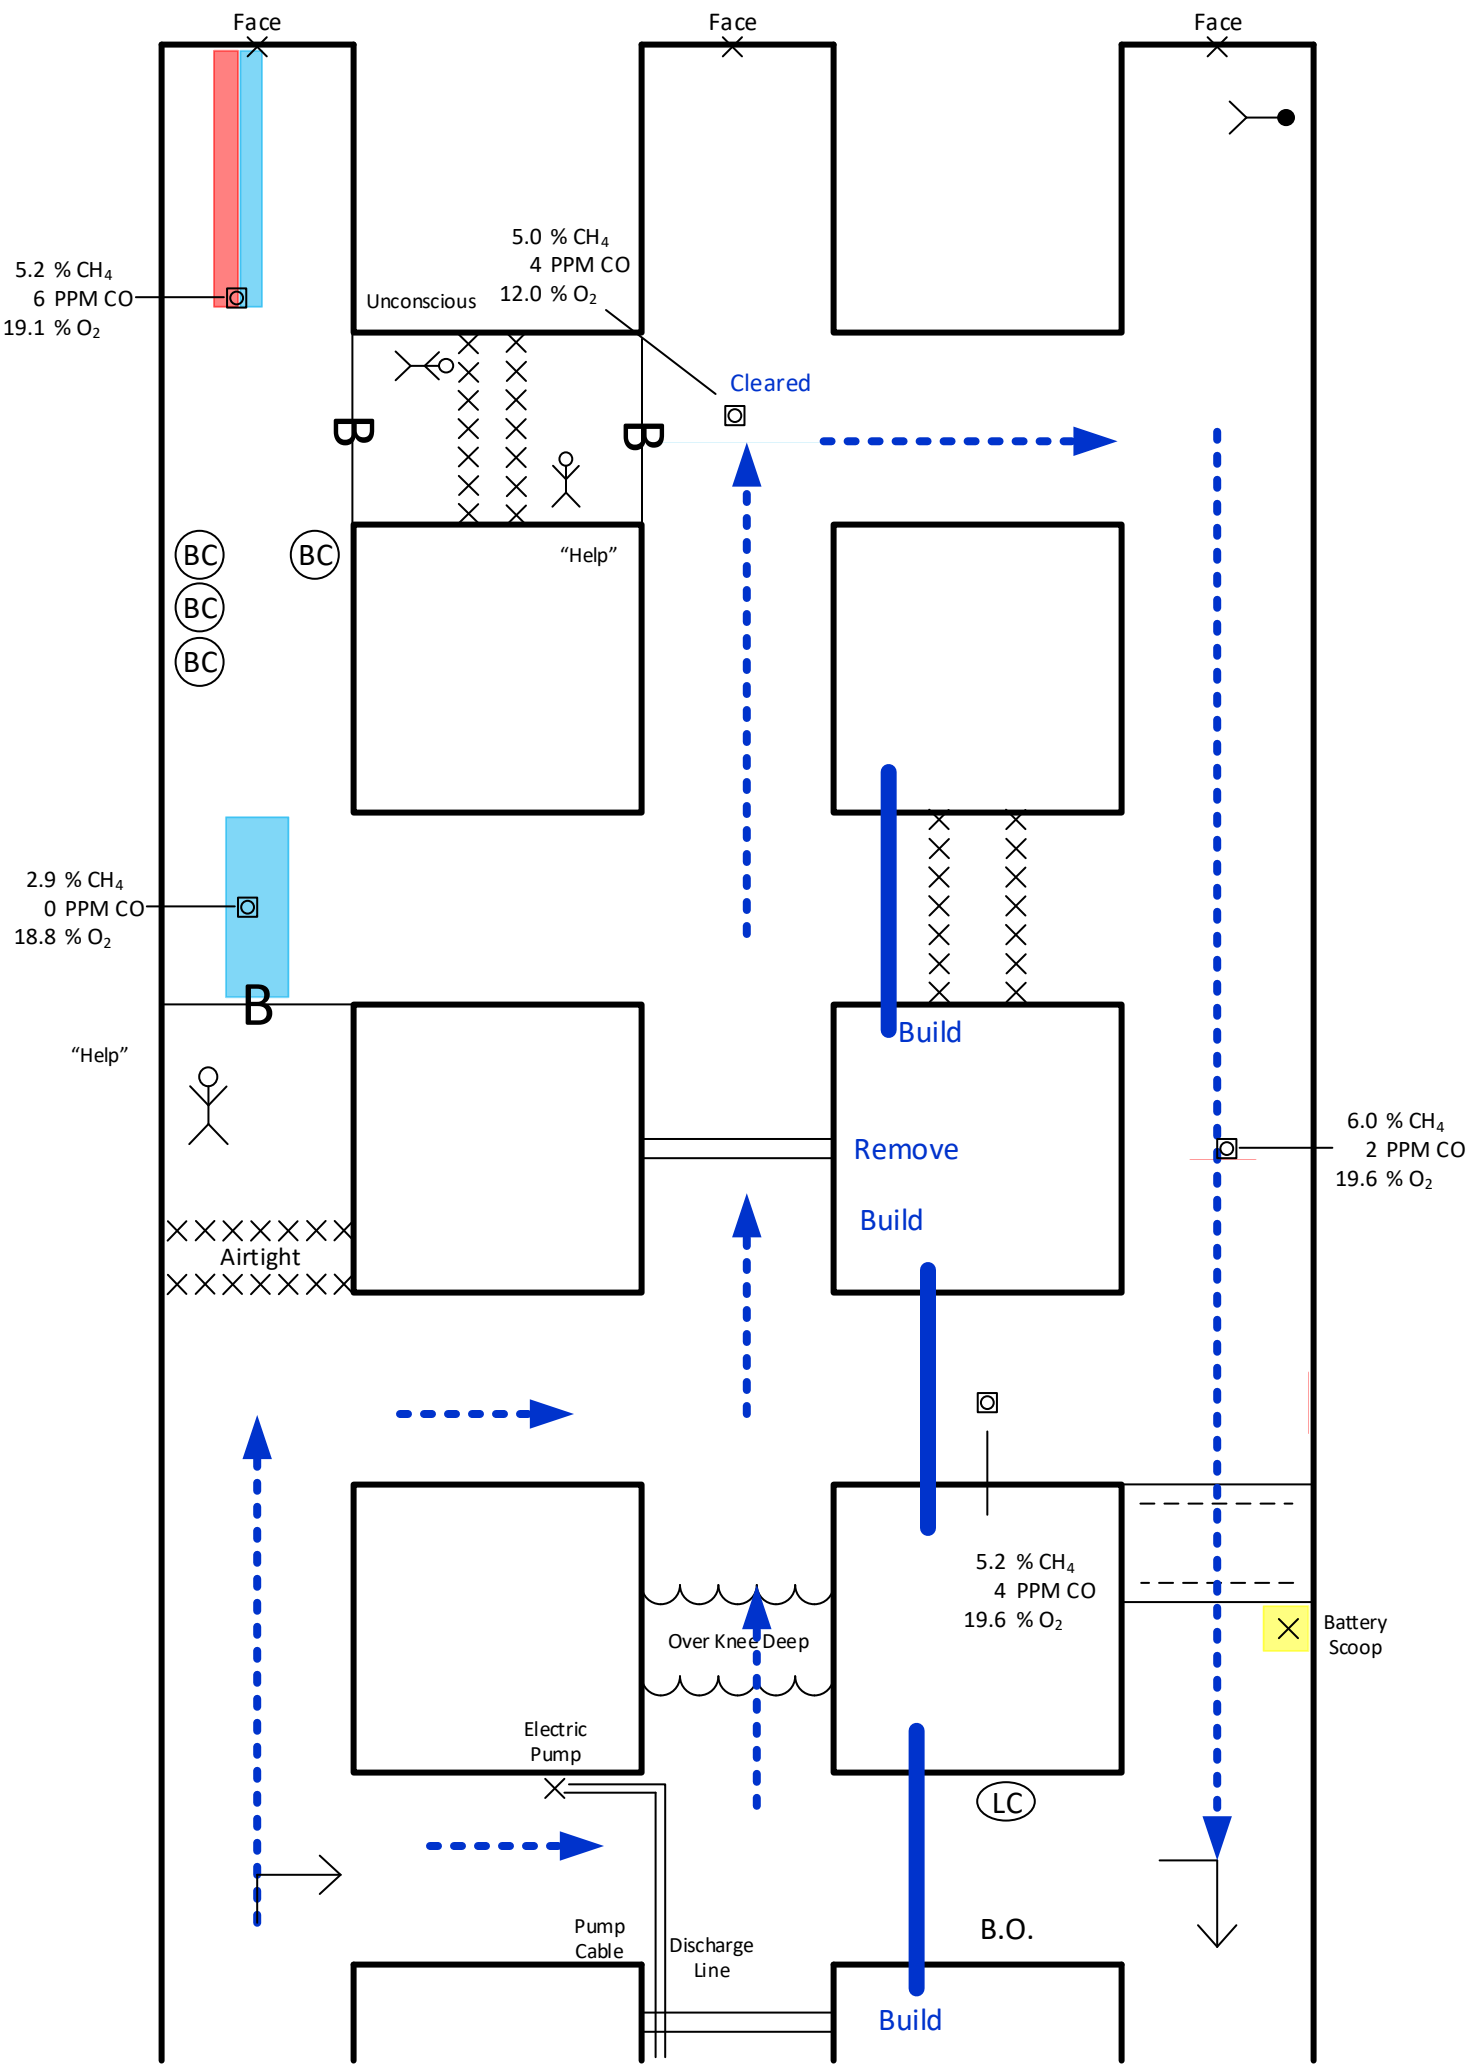 Face
Face
Face
5.2 % CH₄
6 PPM CO
19.1 % O₂
5.0 % CH₄
4 PPM CO
12.0 % O₂
Unconscious
Cleared
B
B
"Help"
BC
BC
BC
BC
2.9 % CH₄
0 PPM CO
18.8 % O₂
B
"Help"
Build
Remove
Build
6.0 % CH₄
2 PPM CO
19.6 % O₂
Airtight
5.2 % CH₄
4 PPM CO
19.6 % O₂
Over Knee Deep
Battery
Scoop
Electric
Pump
LC
B.O.
Pump
Cable
Discharge
Line
Build